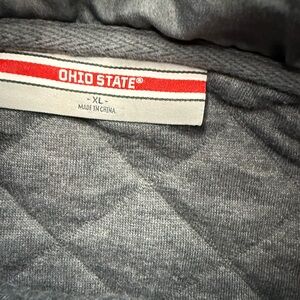 OHIO STATE®
- XL -
MADE IN CHINA